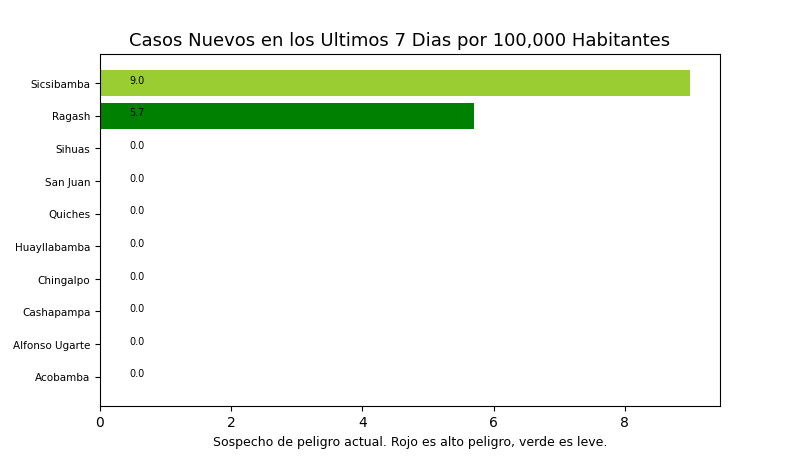 Casos Nuevos en los Ultimos 7 Dias por 100,000 Habitantes
Sicsibamba 9.0
Ragash 5.7
Sihuas 0.0
San Juan 0.0
Quiches 0.0
Huayllabamba 0.0
Chingalpo 0.0
Cashapampa 0.0
Alfonso Ugarte 0.0
Acobamba 0.0
0 2 4 6 8
Sospecho de peligro actual. Rojo es alto peligro, verde es leve.